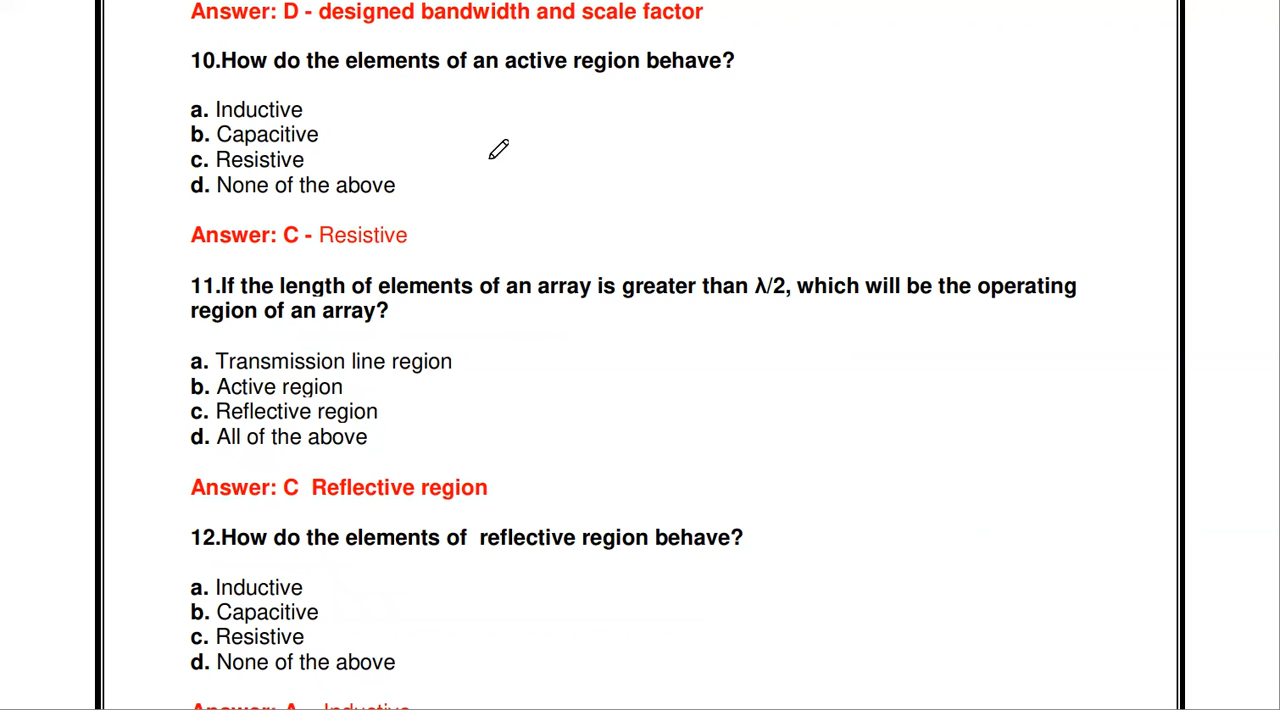 Answer: D - designed bandwidth and scale factor
10.How do the elements of an active region behave?
a. Inductive
b. Capacitive
c. Resistive
d. None of the above
Answer: C - Resistive
11.If the length of elements of an array is greater than λ/2, which will be the operating
region of an array?
a. Transmission line region
b. Active region
c. Reflective region
d. All of the above
Answer: C  Reflective region
12.How do the elements of  reflective region behave?
a. Inductive
b. Capacitive
c. Resistive
d. None of the above
Answer: A - Inductive